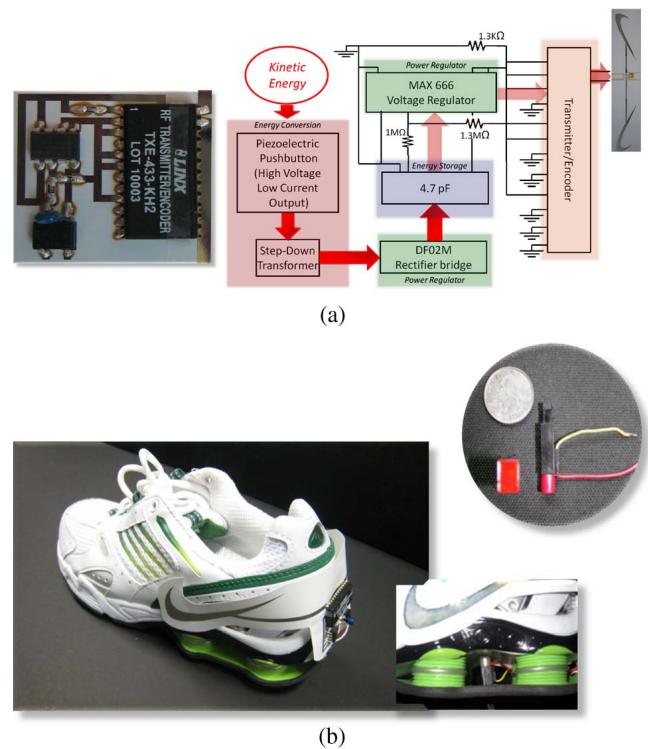 LINX
RF TRANSMITTER/ENCODER
TXE-433-KH2
LOT 10003
1
Kinetic
Energy
Energy Conversion
Piezoelectric
Pushbutton
(High Voltage
Low Current
Output)
Step-Down
Transformer
1.3KΩ
Power Regulator
MAX 666
Voltage Regulator
1MΩ
1.3MΩ
Energy Storage
4.7 pF
DF02M
Rectifier bridge
Power Regulator
Transmitter/Encoder
(a)
(b)